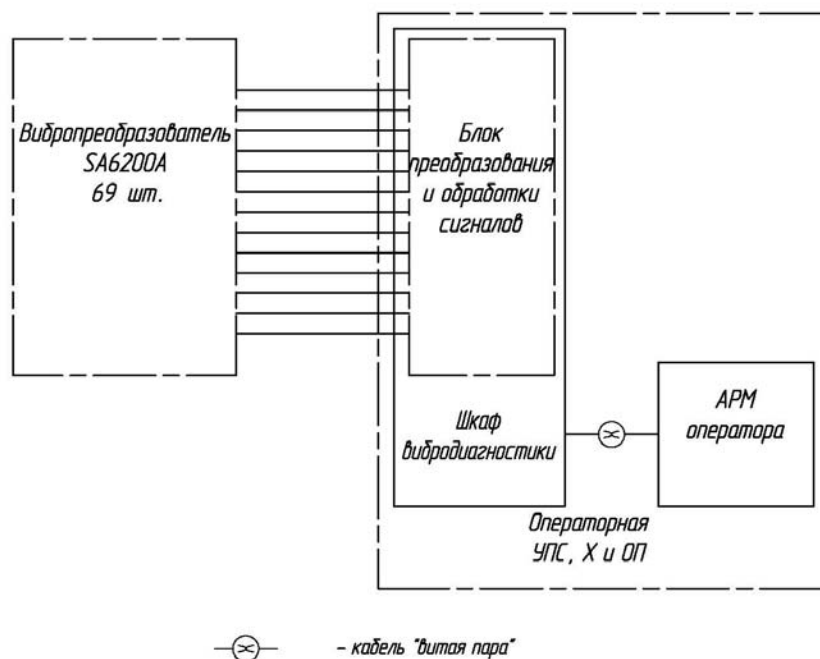 Вибропреобразователь
SA6200A
69 шт.
Блок
преобразования
и обработки
сигналов
Шкаф
вибродиагностики
АРМ
оператора
Операторная
УПС, Х и ОП
- кабель "витая пара"